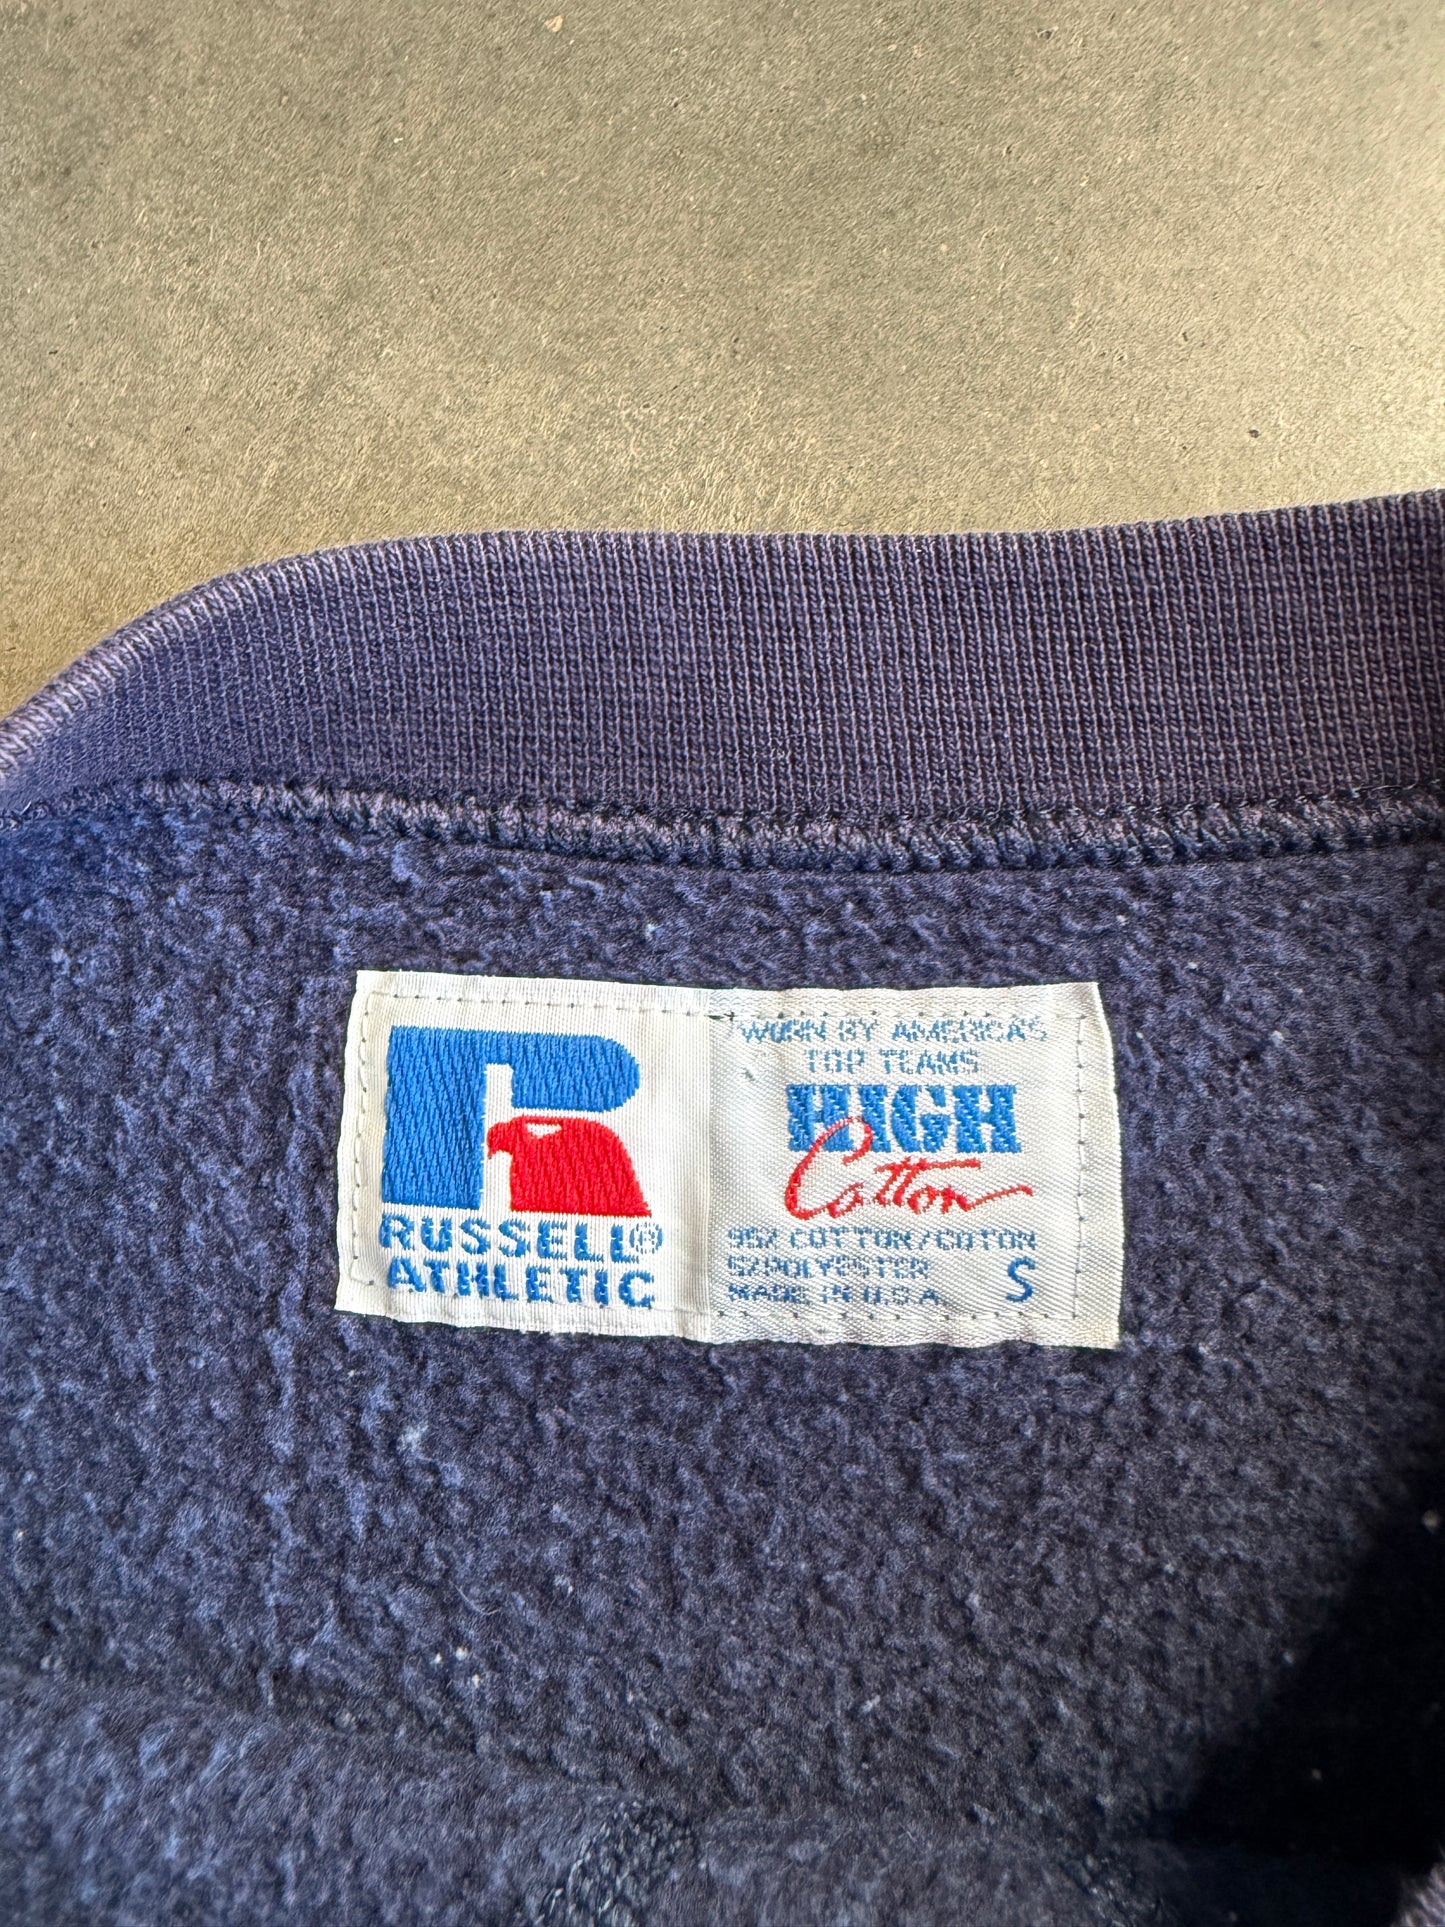 RUSSELL®
ATHLETIC
WORN BY AMERICA'S
TOP TEAMS
HIGH
Cotton
95% COTTON/COTON
5%POLYESTER
MADE IN U.S.A.
S